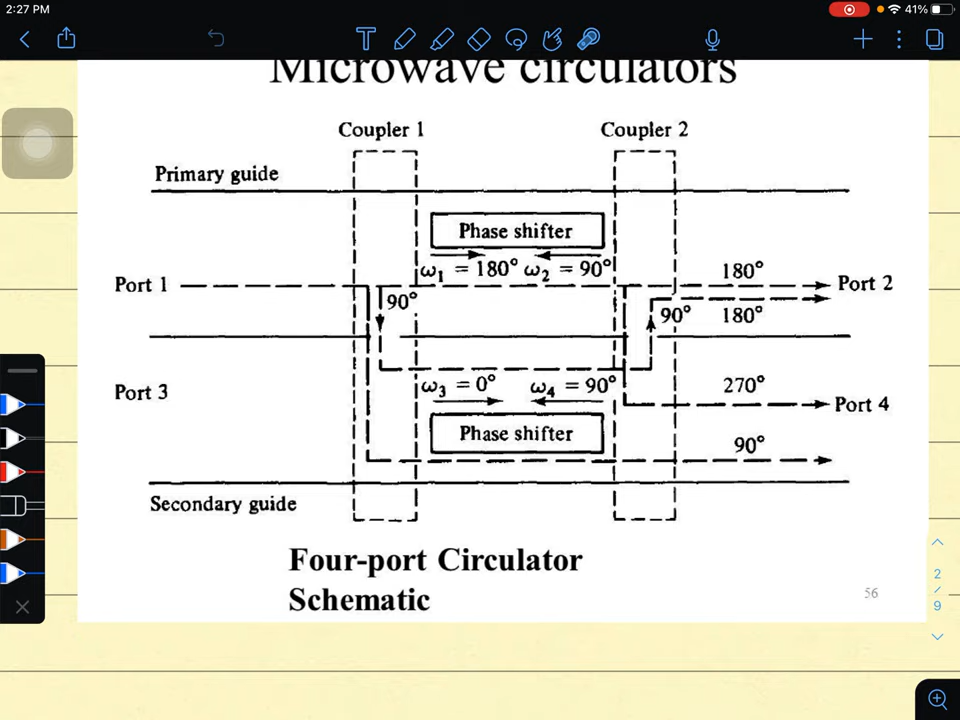 2:27 PM
41%
T
Microwave circulators
Coupler 1
Coupler 2
Primary guide
Phase shifter
ω₁ = 180° ω₂ = 90°
Port 1
90°
180°
Port 2
90°
180°
Port 3
ω₃ = 0°
ω₄ = 90°
270°
Port 4
Phase shifter
90°
Secondary guide
Four-port Circulator
Schematic
56
2
/
9